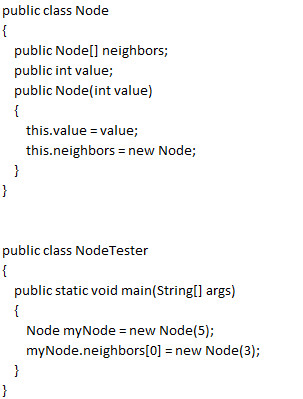 public class Node
{
public Node[] neighbors;
public int value;
public Node(int value)
{
this.value = value;
this.neighbors = new Node;
}
}
public class NodeTester
{
public static void main(String[] args)
{
Node myNode = new Node(5);
myNode.neighbors[0] = new Node(3);
}
}